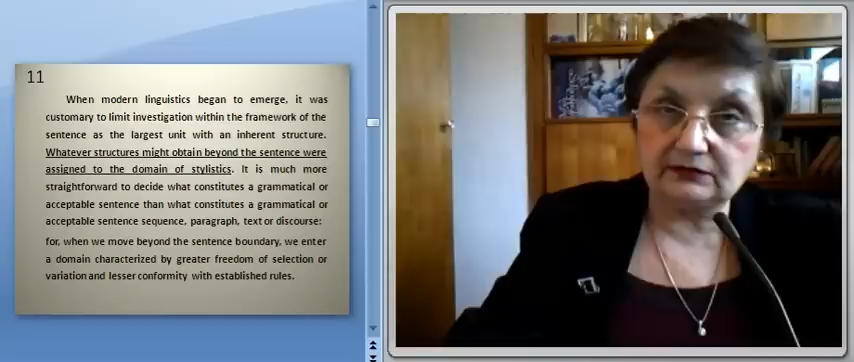 11
When modern linguistics began to emerge, it was
customary to limit investigation within the framework of the
sentence as the largest unit with an inherent structure.
Whatever structures might obtain beyond the sentence were
assigned to the domain of stylistics. It is much more
straightforward to decide what constitutes a grammatical or
acceptable sentence than what constitutes a grammatical or
acceptable sentence sequence, paragraph, text or discourse:
for, when we move beyond the sentence boundary, we enter
a domain characterized by greater freedom of selection or
variation and lesser conformity with established rules.